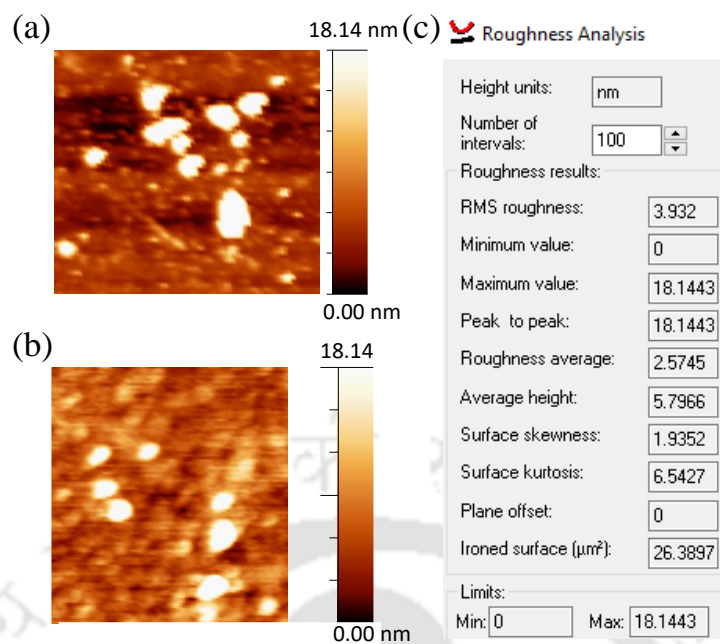 (a)
18.14 nm
0.00 nm
(b)
18.14
0.00 nm
(c)
Roughness Analysis
Height units: nm
Number of
intervals: 100
Roughness results:
RMS roughness: 3.932
Minimum value: 0
Maximum value: 18.1443
Peak to peak: 18.1443
Roughness average: 2.5745
Average height: 5.7966
Surface skewness: 1.9352
Surface kurtosis: 6.5427
Plane offset: 0
Ironed surface (µm²): 26.3897
Limits:
Min: 0 Max: 18.1443